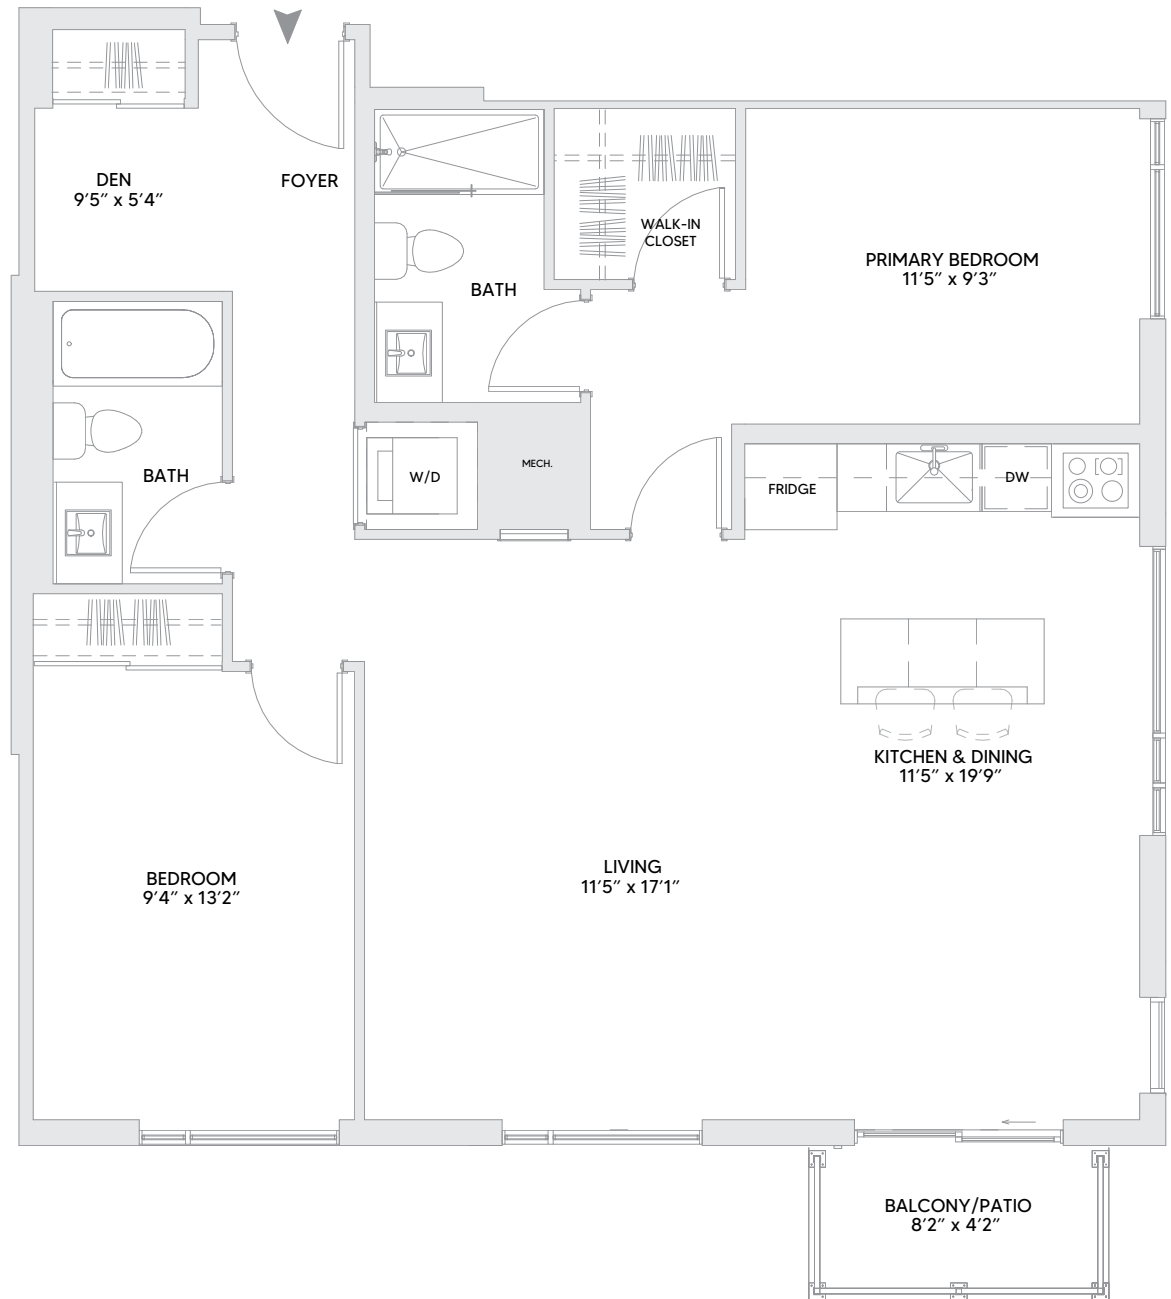 DEN
9′5″ x 5′4″
FOYER
WALK-IN
CLOSET
PRIMARY BEDROOM
11′5″ x 9′3″
BATH
BATH
W/D
MECH.
FRIDGE
DW
KITCHEN & DINING
11′5″ x 19′9″
BEDROOM
9′4″ x 13′2″
LIVING
11′5″ x 17′1″
BALCONY/PATIO
8′2″ x 4′2″